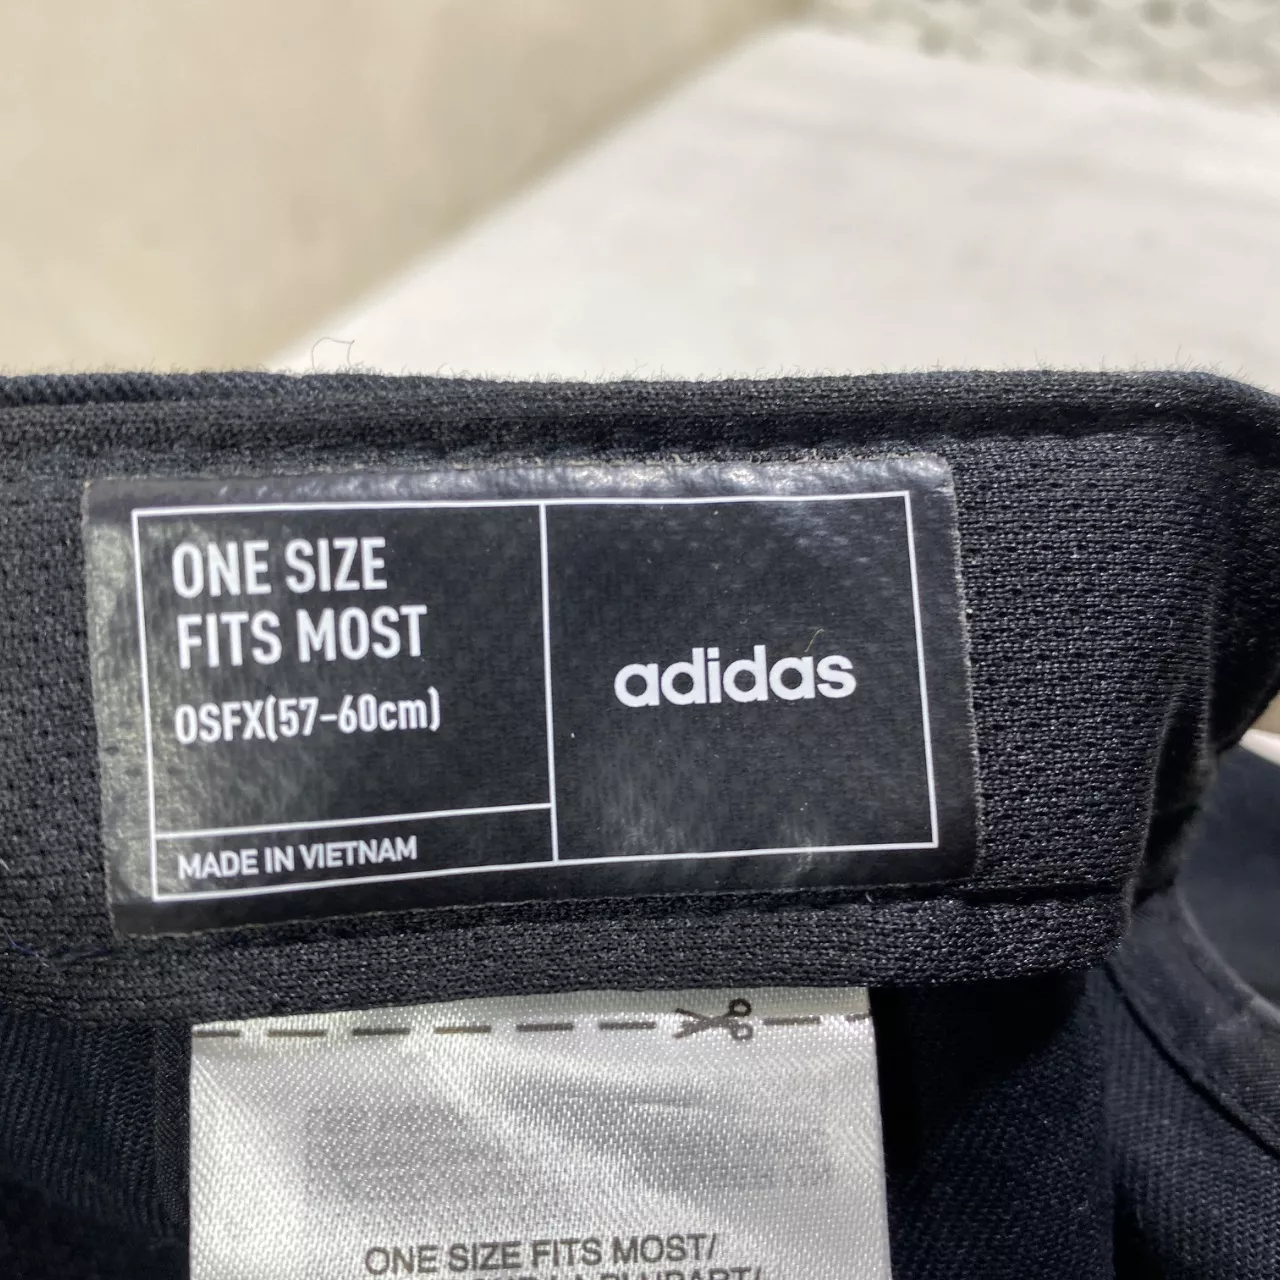 ONE SIZE
FITS MOST
OSFX(57-60cm)
MADE IN VIETNAM
adidas
ONE SIZE FITS MOST/